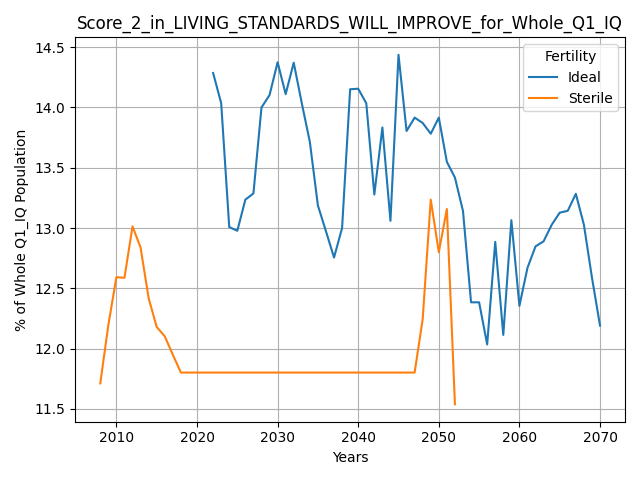 Score_2_in_LIVING_STANDARDS_WILL_IMPROVE_for_Whole_Q1_IQ
Fertility
Ideal
Sterile
% of Whole Q1_IQ Population
14.5
14.0
13.5
13.0
12.5
12.0
11.5
2010 2020 2030 2040 2050 2060 2070
Years